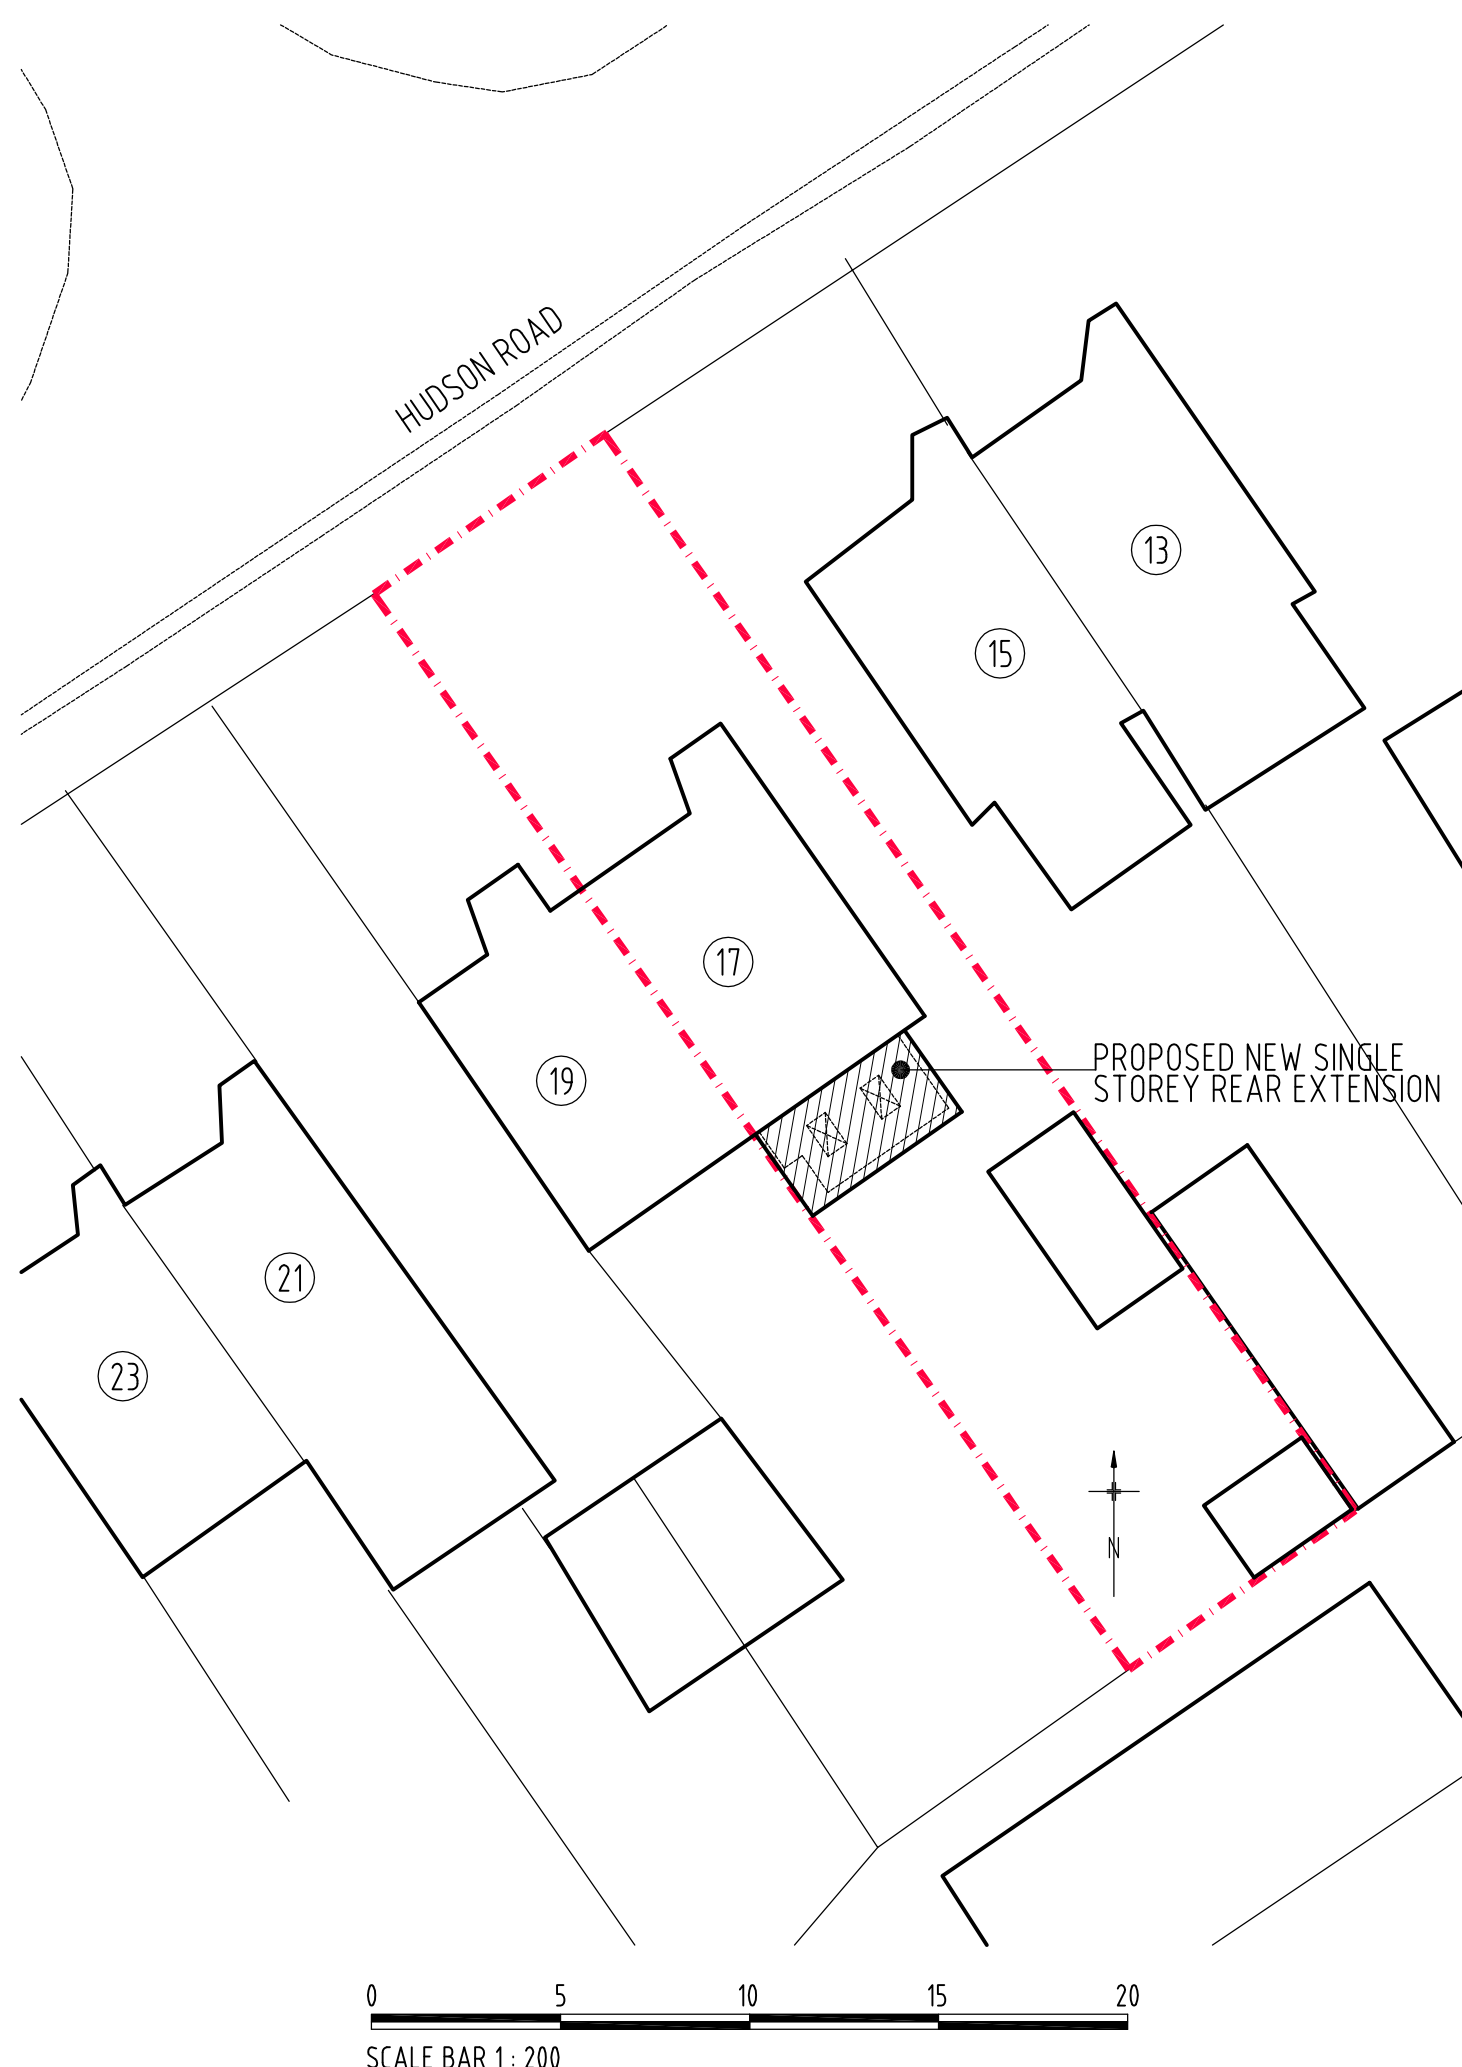 HUDSON ROAD
13
15
17
PROPOSED NEW SINGLE
STOREY REAR EXTENSION
19
21
23
N
0 5 10 15 20
SCALE BAR 1 : 200